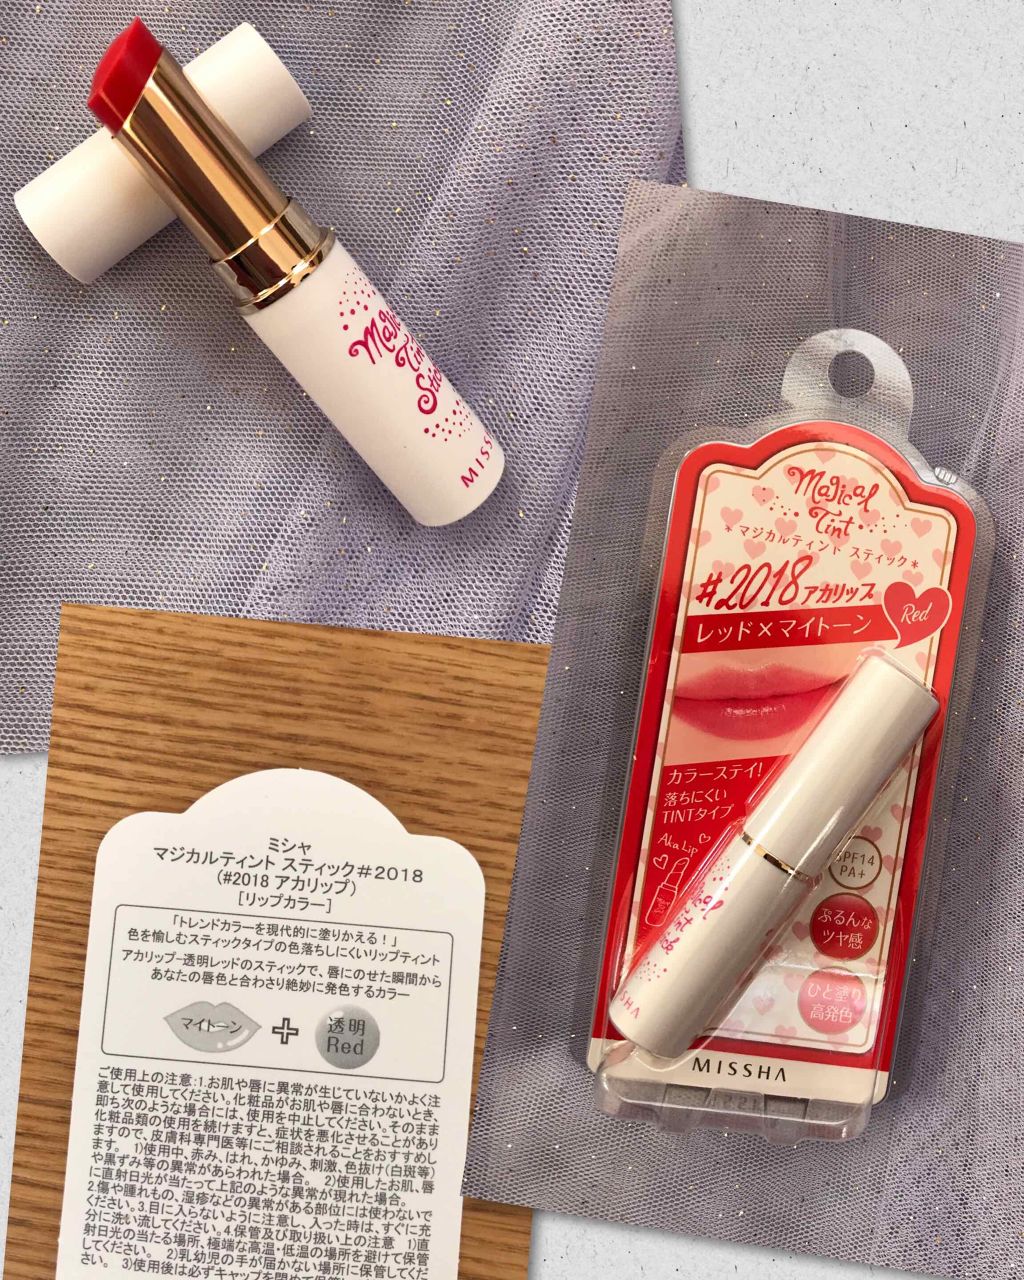 Magical
Tint
Stick
MISS
Magical
Tint
*マジカルティント スティック*
#2018アカリップ
Red
レッド×マイトーン
カラーステイ!
落ちにくい
TINTタイプ
Aka Lip
SPF14
PA+
ぷるんな
ツヤ感
ひと塗り
高発色
SHA
MISSHA
ミシャ
マジカルティント スティック#2018
(#2018 アカリップ)
[リップカラー]
「トレンドカラーを現代的に塗りかえる!」
色を愉しむスティックタイプの色落ちしにくいリップティント
アカリップ−透明レッドのスティックで、唇にのせた瞬間から
あなたの唇色と合わさり絶妙に発色するカラー
マイトーン
+
透明
Red
ご使用上の注意:1.お肌や唇に異常が生じていないかよく注
意して使用してください。化粧品がお肌や唇に合わないとき、
即ち次のような場合には、使用を中止してください。そのまま
化粧品類の使用を続けますと、症状を悪化させることがあり
ますので、皮膚科専門医等にご相談されることをおすすめし
ます。 1)使用中、赤み、はれ、かゆみ、刺激、色抜け(白斑等)
や黒ずみ等の異常があらわれた場合。 2)使用したお肌、唇
に直射日光が当たって上記のような異常が現れた場合。
2.傷や腫れもの、湿疹などの異常がある部位には使わないで
ください。3.目に入らないように注意し、入った時は、すぐに充
分に洗い流してください。4.保管及び取り扱い上の注意 1)直
射日光の当たる場所、極端な高温・低温の場所を避けて保管
してください。 2)乳幼児の手が届かない場所に保管してくだ
さい。 3)使用後は必ずキャップを閉めて保管